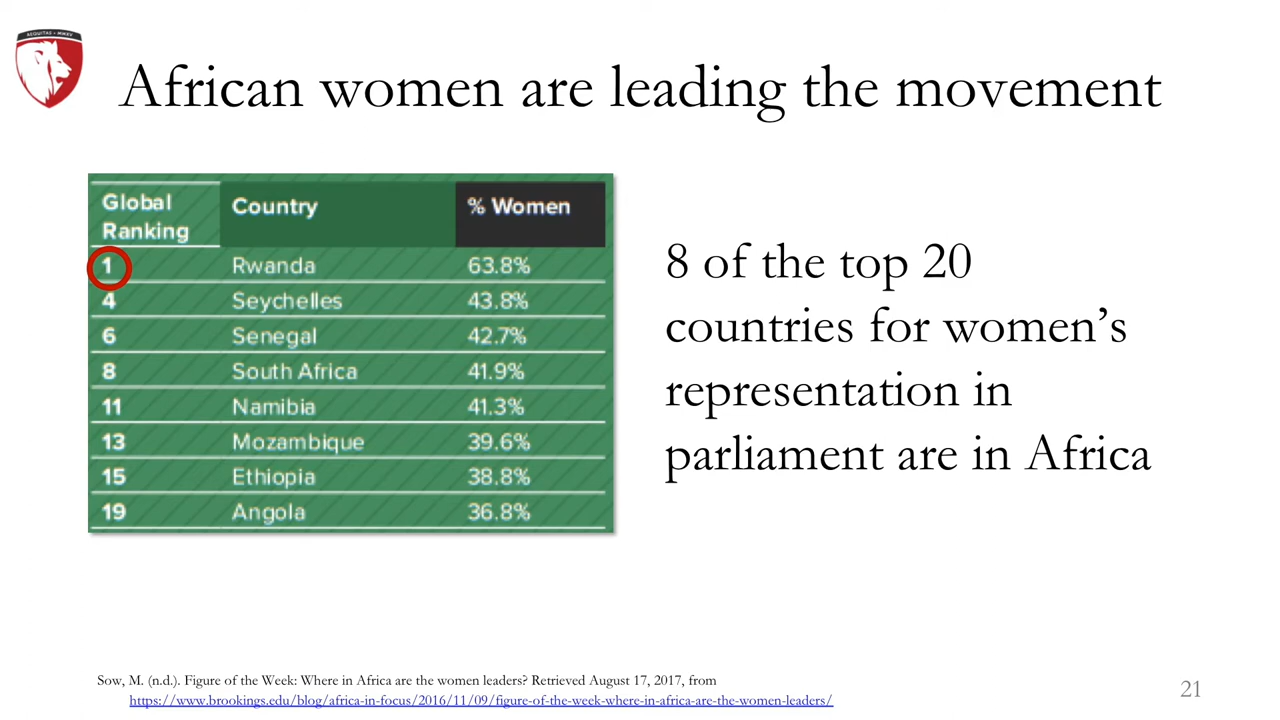 AEQUITAS • MMXV
African women are leading the movement
Global Ranking Country % Women
1 Rwanda 63.8%
4 Seychelles 43.8%
6 Senegal 42.7%
8 South Africa 41.9%
11 Namibia 41.3%
13 Mozambique 39.6%
15 Ethiopia 38.8%
19 Angola 36.8%
8 of the top 20
countries for women’s
representation in
parliament are in Africa
Sow, M. (n.d.). Figure of the Week: Where in Africa are the women leaders? Retrieved August 17, 2017, from
https://www.brookings.edu/blog/africa-in-focus/2016/11/09/figure-of-the-week-where-in-africa-are-the-women-leaders/
21